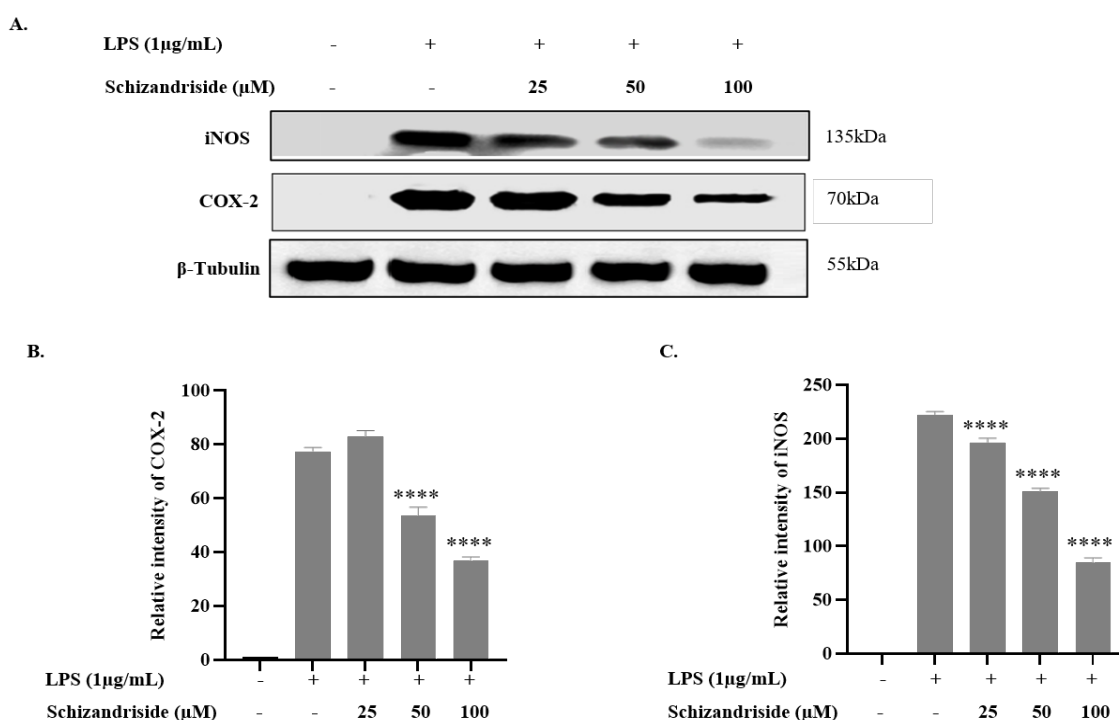 A.
LPS (1µg/mL) - + + + +
Schizandriside (µM) - - 25 50 100
iNOS 135kDa
COX-2 70kDa
β-Tubulin 55kDa
B.
Relative intensity of COX-2
100
80
60
40
20
0
**** ****
LPS (1µg/mL) - + + + +
Schizandriside (µM) - - 25 50 100
C.
Relative intensity of iNOS
250
200
150
100
50
0
**** **** ****
LPS (1µg/mL) - + + + +
Schizandriside (µM) - - 25 50 100